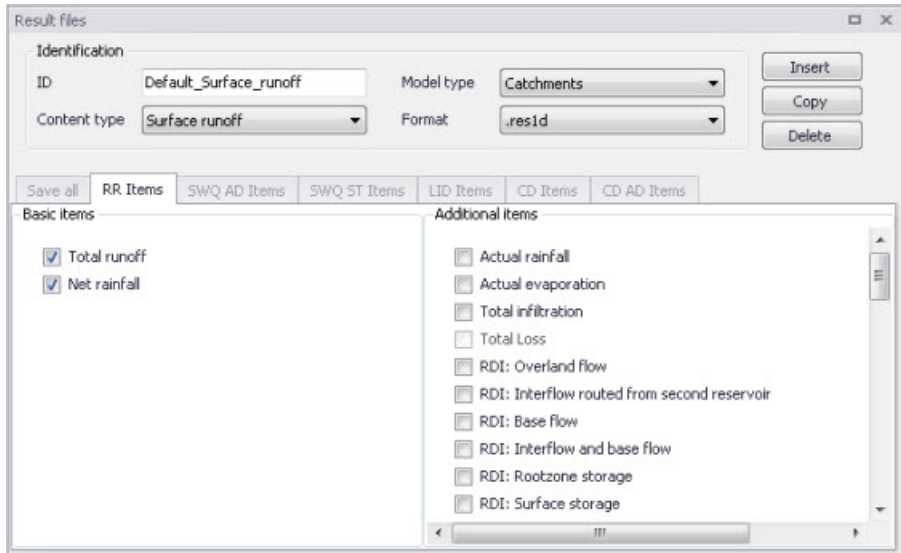 Result files
Identification
ID Default_Surface_runoff Model type Catchments
Content type Surface runoff Format .res1d
Insert
Copy
Delete
Save all RR Items SWQ AD Items SWQ ST Items LID Items CD Items CD AD Items
Basic items
Total runoff
Net rainfall
Additional items
Actual rainfall
Actual evaporation
Total infiltration
Total Loss
RDI: Overland flow
RDI: Interflow routed from second reservoir
RDI: Base flow
RDI: Interflow and base flow
RDI: Rootzone storage
RDI: Surface storage